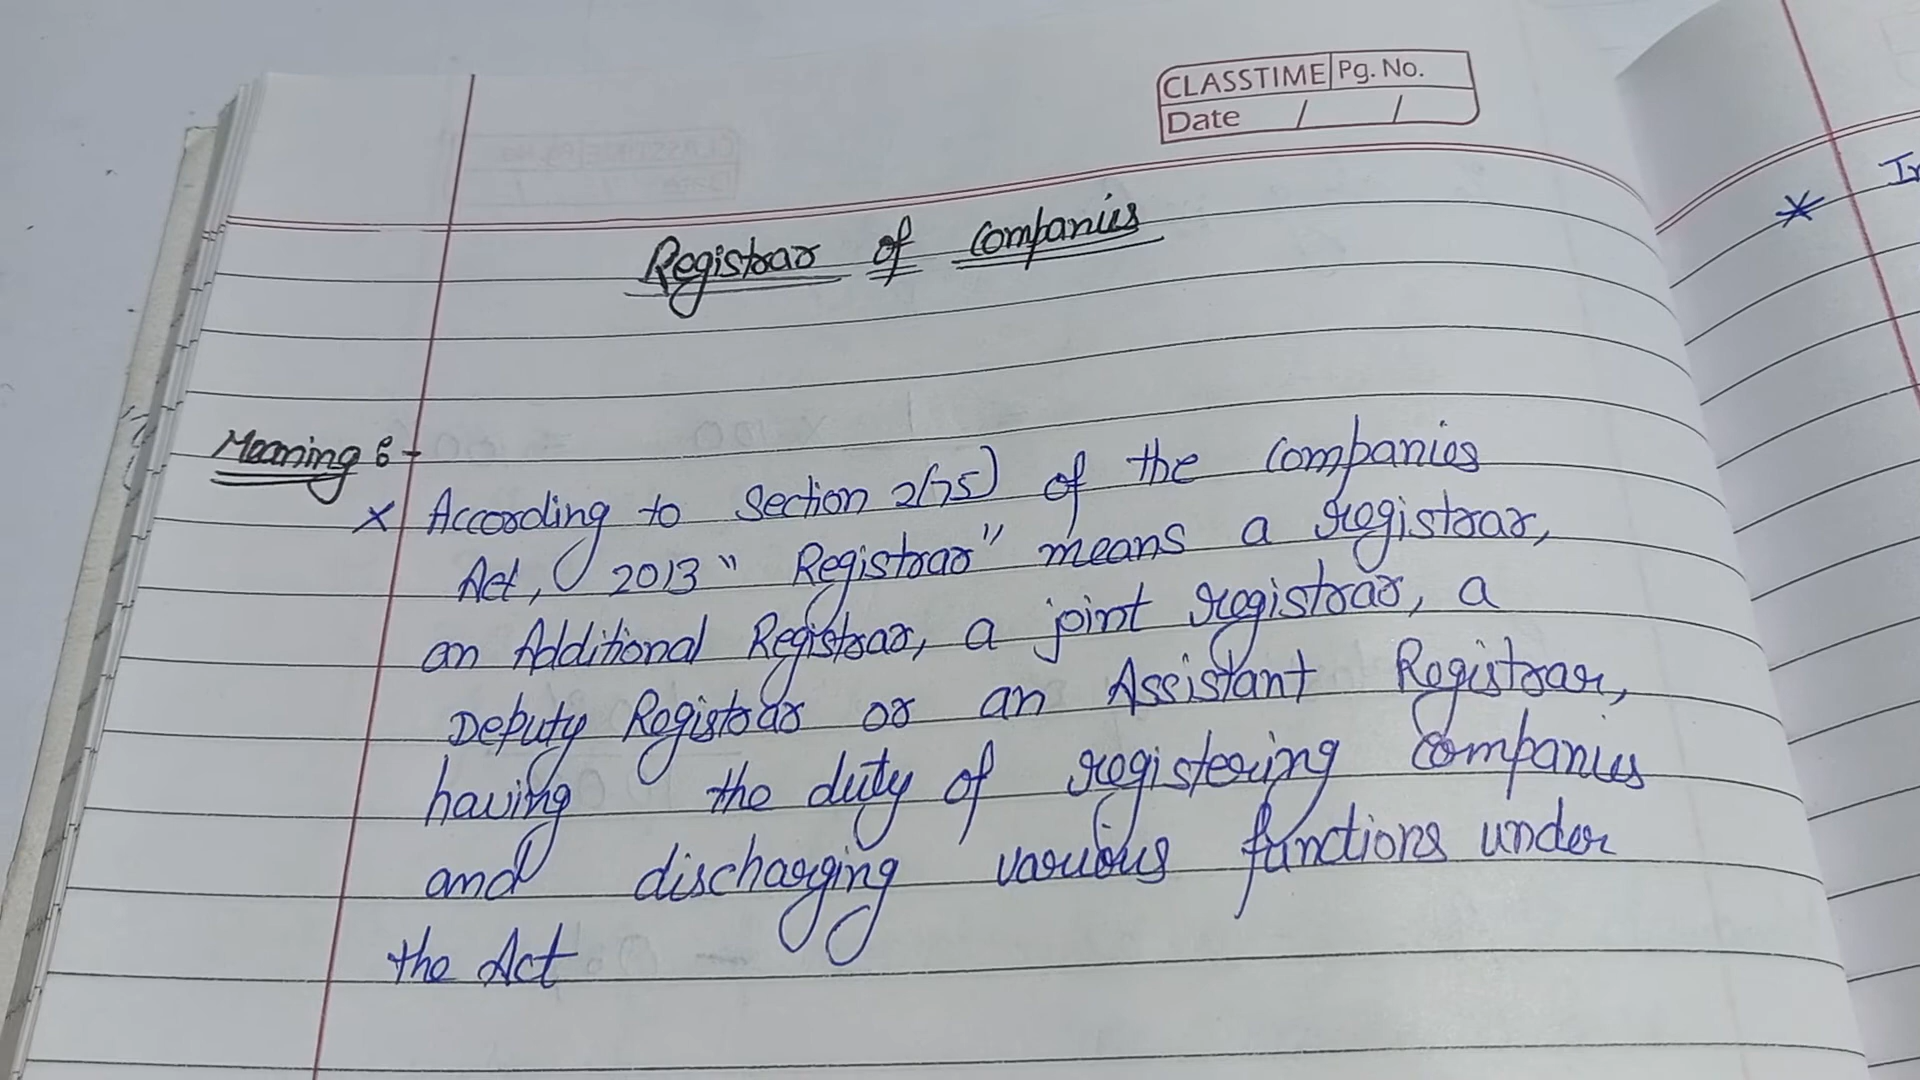 CLASSTIME Pg. No.
Date / /
Registrar of Companies
Meaning :-
x According to Section 2(75) of the Companies
Act, 2013 " Registrar" means a registrar,
an Additional Registrar, a joint registrar, a
Deputy Registrar or an Assistant Registrar,
having the duty of registering Companies
and discharging various functions under
the Act
* In